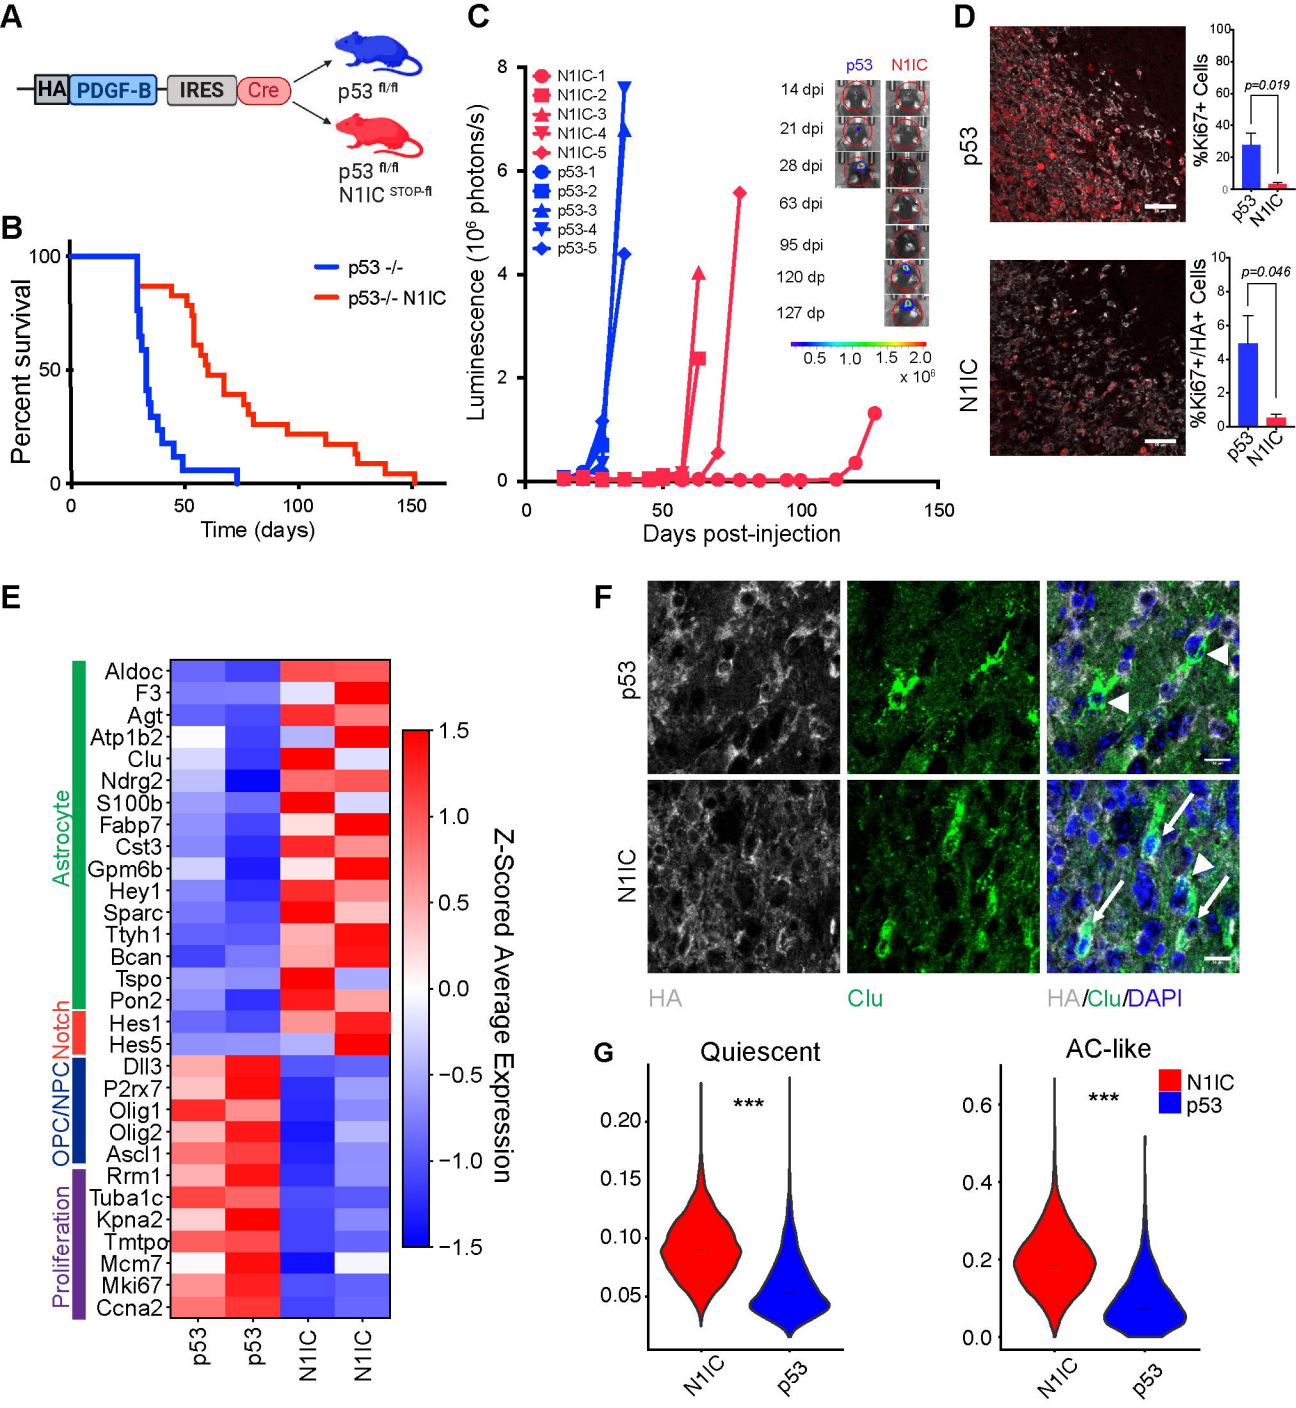 A
HA
PDGF-B
IRES
Cre
p53 fl/fl
p53 fl/fl
N1IC STOP-fl
B
Percent survival
100
50
0
0
50
100
150
Time (days)
p53 -/-
p53-/- N1IC
C
Luminescence (10⁶ photons/s)
8
6
4
2
0
0
50
100
150
Days post-injection
N1IC-1
N1IC-2
N1IC-3
N1IC-4
N1IC-5
p53-1
p53-2
p53-3
p53-4
p53-5
p53
N1IC
14 dpi
21 dpi
28 dpi
63 dpi
95 dpi
120 dp
127 dp
0.5
1.0
1.5
2.0
x 10⁶
D
p53
%Ki67+ Cells
100
80
60
40
20
0
p=0.019
p53
N1IC
N1IC
%Ki67+/HA+ Cells
10
8
6
4
2
0
p=0.046
p53
N1IC
E
Astrocyte
Notch
OPC/NPC
Proliferation
Aldoc
F3
Agt
Atp1b2
Clu
Ndrg2
S100b
Fabp7
Cst3
Gpm6b
Hey1
Sparc
Ttyh1
Bcan
Tspo
Pon2
Hes1
Hes5
Dll3
P2rx7
Olig1
Olig2
Ascl1
Rrm1
Tuba1c
Kpna2
Tmtpo
Mcm7
Mki67
Ccna2
p53
p53
N1IC
N1IC
1.5
1.0
0.5
0.0
−0.5
−1.0
−1.5
Z-Scored Average Expression
F
p53
N1IC
HA
Clu
HA/Clu/DAPI
G
Quiescent
***
0.20
0.15
0.10
0.05
N1IC
p53
AC-like
***
0.6
0.4
0.2
0.0
N1IC
p53
N1IC
p53